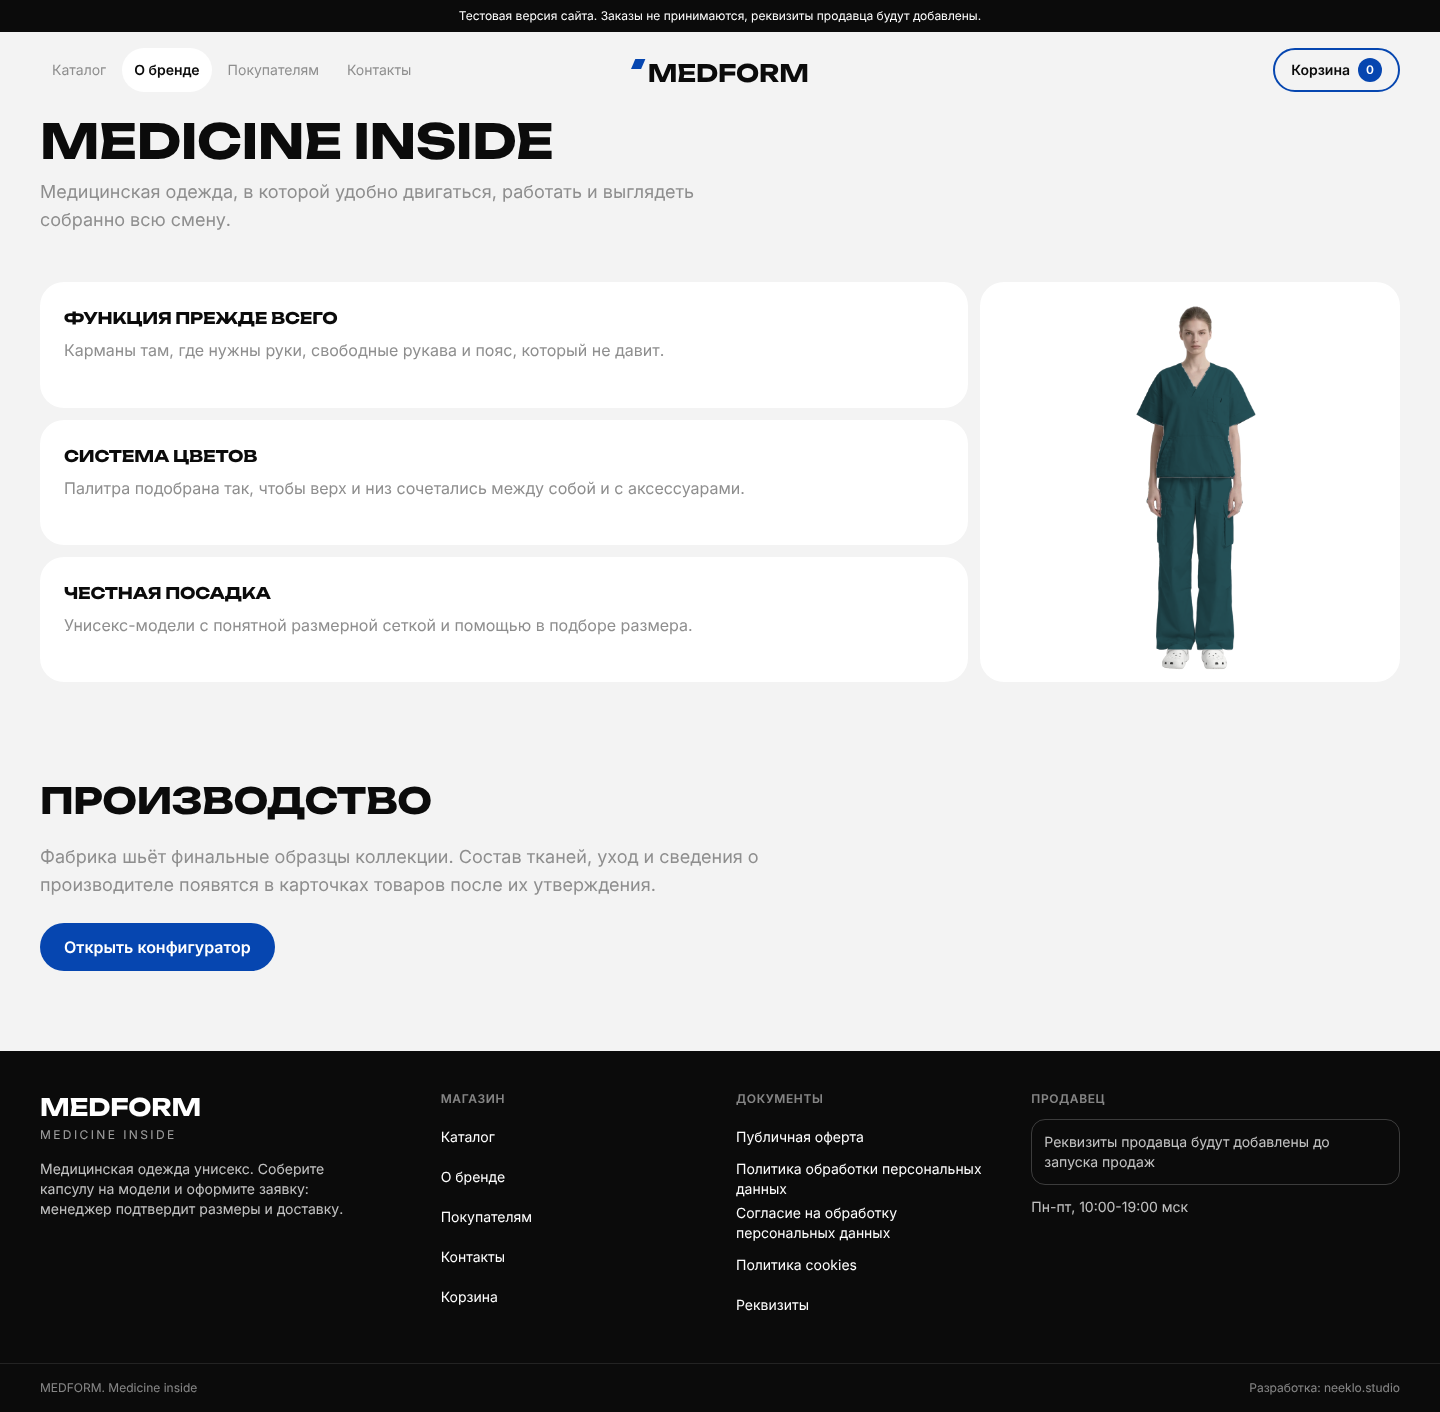 Тестовая версия сайта. Заказы не принимаются, реквизиты продавца будут добавлены.
Каталог
О бренде
Покупателям
Контакты
MEDFORM
Корзина 0
MEDICINE INSIDE
Медицинская одежда, в которой удобно двигаться, работать и выглядеть
собранно всю смену.
ФУНКЦИЯ ПРЕЖДЕ ВСЕГО
Карманы там, где нужны руки, свободные рукава и пояс, который не давит.
СИСТЕМА ЦВЕТОВ
Палитра подобрана так, чтобы верх и низ сочетались между собой и с аксессуарами.
ЧЕСТНАЯ ПОСАДКА
Унисекс-модели с понятной размерной сеткой и помощью в подборе размера.
ПРОИЗВОДСТВО
Фабрика шьёт финальные образцы коллекции. Состав тканей, уход и сведения о
производителе появятся в карточках товаров после их утверждения.
Открыть конфигуратор
MEDFORM
MEDICINE INSIDE
Медицинская одежда унисекс. Соберите
капсулу на модели и оформите заявку:
менеджер подтвердит размеры и доставку.
МАГАЗИН
Каталог
О бренде
Покупателям
Контакты
Корзина
ДОКУМЕНТЫ
Публичная оферта
Политика обработки персональных
данных
Согласие на обработку
персональных данных
Политика cookies
Реквизиты
ПРОДАВЕЦ
Реквизиты продавца будут добавлены до
запуска продаж
Пн-пт, 10:00-19:00 мск
MEDFORM. Medicine inside
Разработка: neeklo.studio